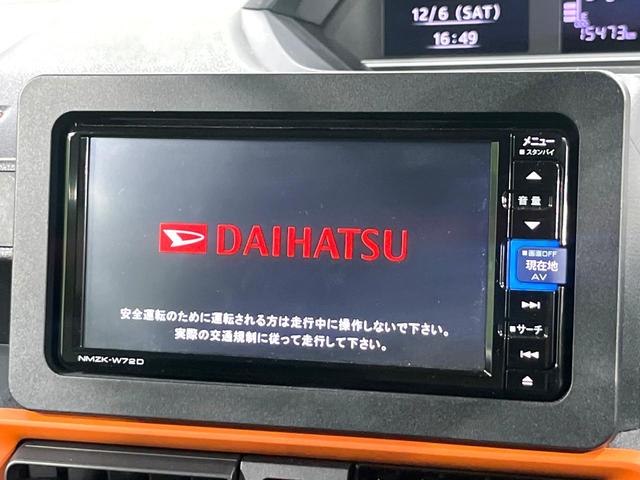 12/6 (SAT)
16:49
15473
メニュー
■スタンバイ
音量
DAIHATSU
■画面OFF
現在地
AV
安全運転のために運転される方は走行中に操作しないで下さい。
実際の交通規制に従って走行して下さい。
■サーチ
NMZK-W72D